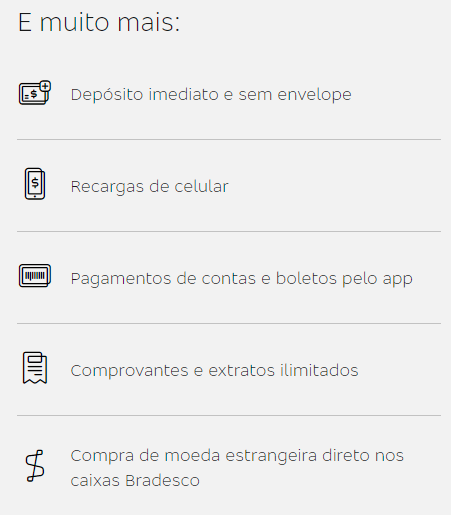 E muito mais:
Depósito imediato e sem envelope
Recargas de celular
Pagamentos de contas e boletos pelo app
Comprovantes e extratos ilimitados
Compra de moeda estrangeira direto nos
caixas Bradesco